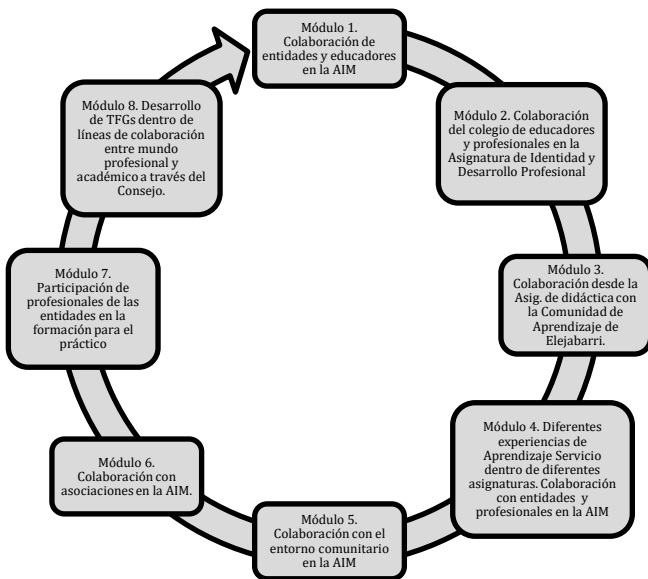 Módulo 1.
Colaboración de
entidades y educadores
en la AIM
Módulo 2. Colaboración
del colegio de educadores
y profesionales en la
Asignatura de Identidad y
Desarrollo Profesional
Módulo 3.
Colaboración desde la
Asig. de didáctica con
la Comunidad de
Aprendizaje de
Elejabarri.
Módulo 4. Diferentes
experiencias de
Aprendizaje Servicio
dentro de diferentes
asignaturas. Colaboración
con entidades y
profesionales en la AIM
Módulo 5.
Colaboración con el
entorno comunitario
en la AIM
Módulo 6.
Colaboración con
asociaciones en la AIM.
Módulo 7.
Participación de
profesionales de las
entidades en la
formación para el
práctico
Módulo 8. Desarrollo
de TFGs dentro de
líneas de colaboración
entre mundo
profesional y
académico a través del
Consejo.